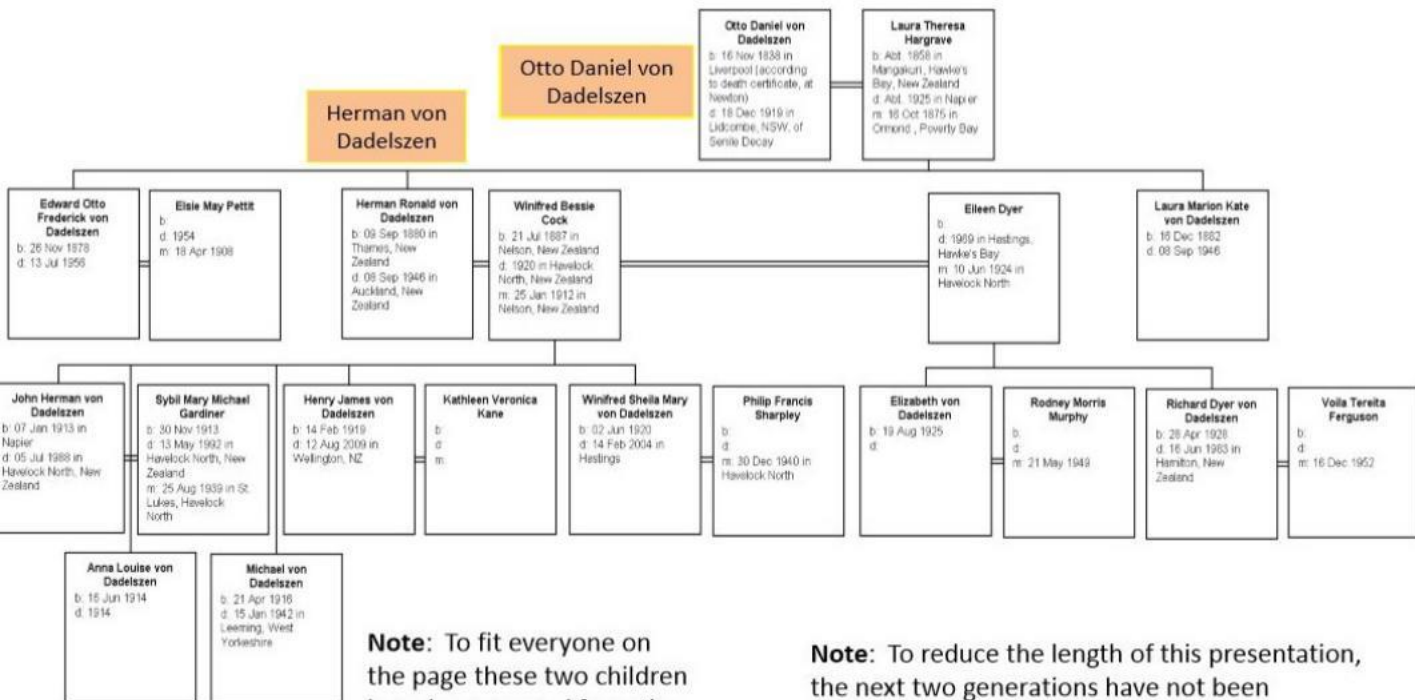 Otto Daniel von
Dadelszen
Herman von
Dadelszen
Otto Daniel von
Dadelszen
b: 16 Nov 1838 in
Liverpool (according
to death certificate, at
Newton)
d: 18 Dec 1919 in
Lidcombe, NSW, of
Senile Decay
Laura Theresa
Hargrave
b: Abt. 1858 in
Mangakuri, Hawke's
Bay, New Zealand
d: Abt. 1925 in Napier
m: 16 Oct 1875 in
Ormond , Poverty Bay
Edward Otto
Frederick von
Dadelszen
b: 26 Nov 1878
d: 13 Jul 1956
Elsie May Pettit
b:
d: 1954
m: 18 Apr 1908
Herman Ronald von
Dadelszen
b: 09 Sep 1880 in
Thames, New
Zealand
d: 08 Sep 1946 in
Auckland, New
Zealand
Winifred Bessie
Cock
b: 21 Jul 1887 in
Nelson, New Zealand
d: 1920 in Havelock
North, New Zealand
m: 25 Jan 1912 in
Nelson, New Zealand
Eileen Dyer
b:
d: 1969 in Hastings,
Hawke's Bay
m: 10 Jun 1924 in
Havelock North
Laura Marion Kate
von Dadelszen
b: 16 Dec 1882
d: 08 Sep 1946
John Herman von
Dadelszen
b: 07 Jan 1913 in
Napier
d: 05 Jul 1988 in
Havelock North, New
Zealand
Sybil Mary Michael
Gardiner
b: 30 Nov 1913
d: 13 May 1992 in
Havelock North, New
Zealand
m: 25 Aug 1939 in St.
Lukes, Havelock
North
Henry James von
Dadelszen
b: 14 Feb 1919
d: 12 Aug 2009 in
Wellington, NZ
Kathleen Veronica
Kane
b:
d:
m:
Winifred Sheila Mary
von Dadelszen
b: 02 Jun 1920
d: 14 Feb 2004 in
Hastings
Philip Francis
Sharpley
b:
d:
m: 30 Dec 1940 in
Havelock North
Elizabeth von
Dadelszen
b: 19 Aug 1925
d:
Rodney Morris
Murphy
b:
d:
m: 21 May 1949
Richard Dyer von
Dadelszen
b: 28 Apr 1928
d: 16 Jun 1983 in
Hamilton, New
Zealand
Voila Tereita
Ferguson
b:
d:
m: 16 Dec 1952
Anna Louise von
Dadelszen
b: 16 Jun 1914
d: 1914
Michael von
Dadelszen
b: 21 Apr 1916
d: 15 Jan 1942 in
Leeming, West
Yorkeshire
Note: To fit everyone on
the page these two children
Note: To reduce the length of this presentation,
the next two generations have not been